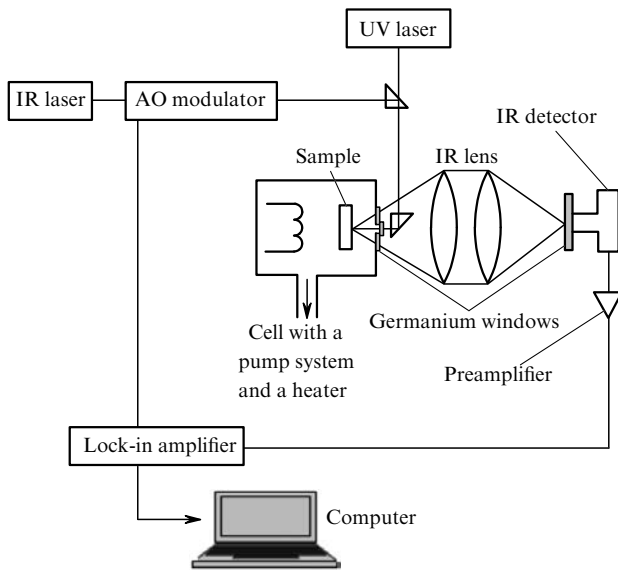 UV laser
IR laser
AO modulator
IR detector
Sample
IR lens
Germanium windows
Cell with a
pump system
and a heater
Preamplifier
Lock-in amplifier
Computer